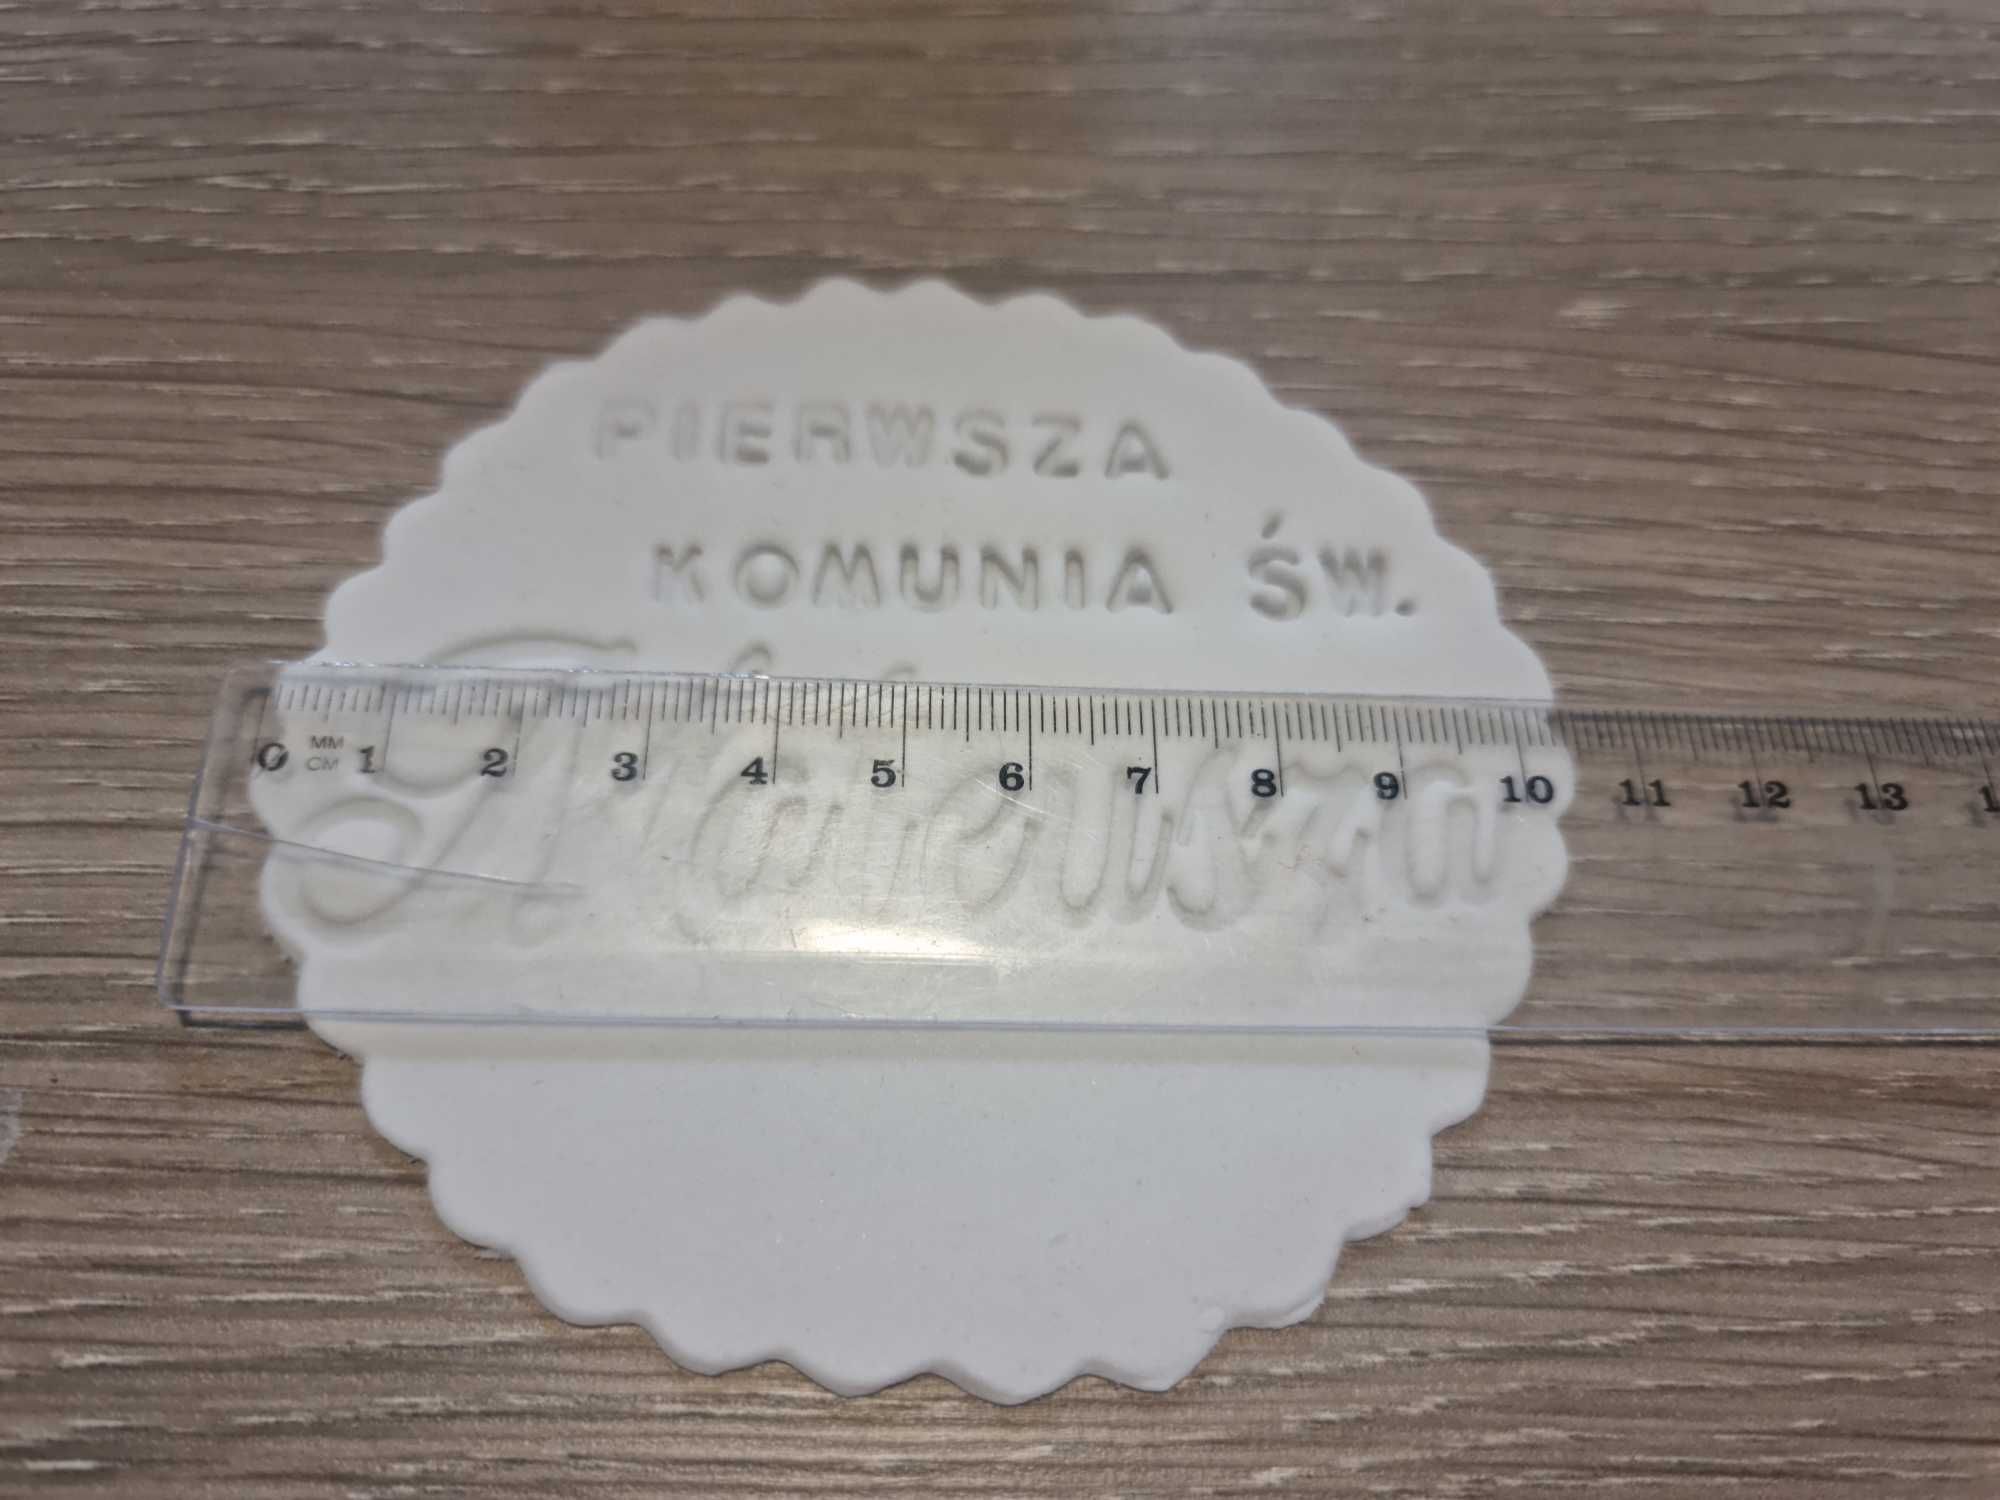 PIERWSZA
KOMUNIA ŚW.
0 1 2 3 4 5 6 7 8 9 10 11 12 13
MM
CM
Mateusza